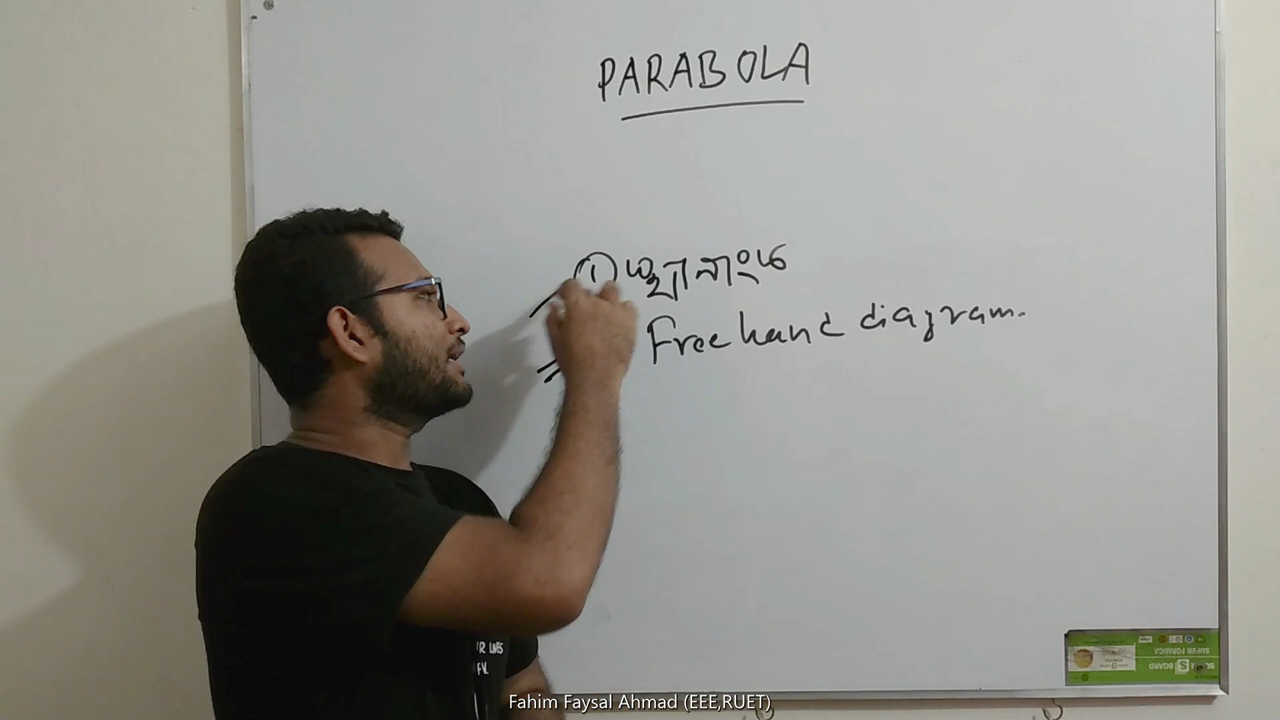 PARABOLA
① স্থানাংক
Free hand diagram.
Fahim Faysal Ahmad (EEE,RUET)